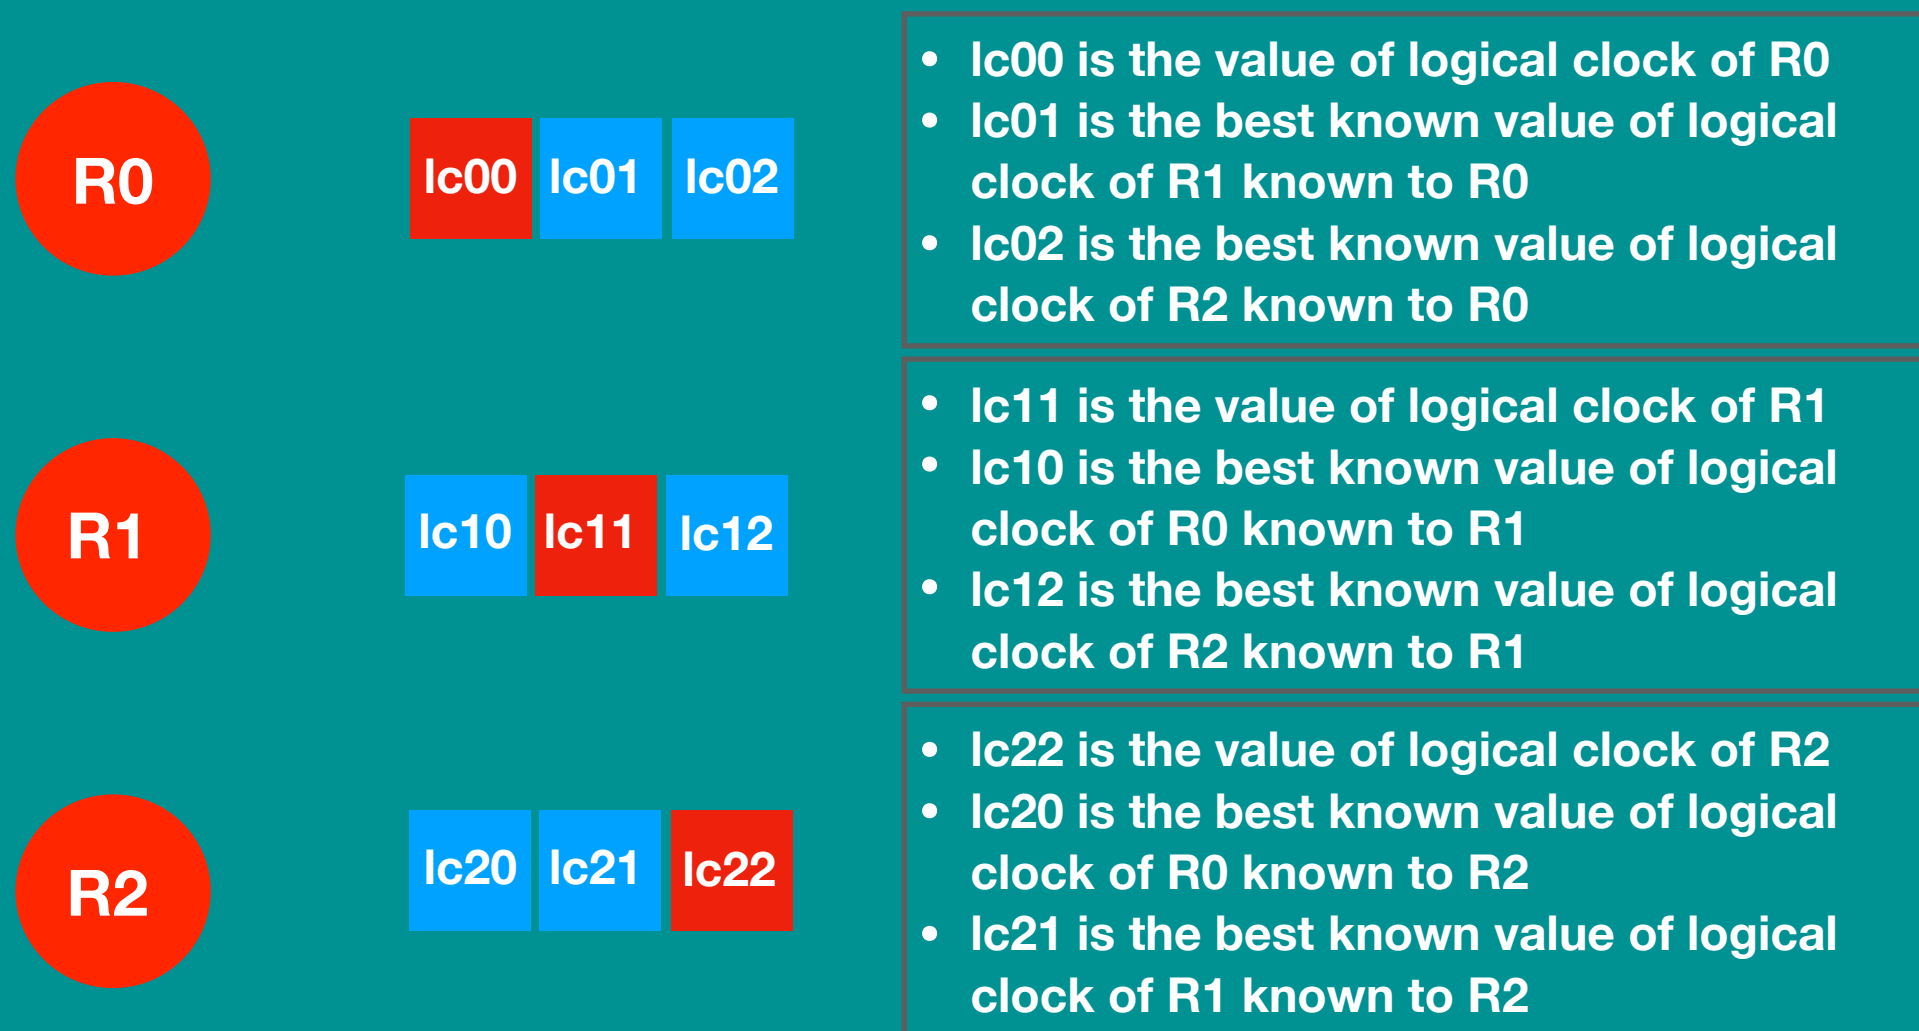 R0
lc00 lc01 lc02
• lc00 is the value of logical clock of R0
• lc01 is the best known value of logical
clock of R1 known to R0
• lc02 is the best known value of logical
clock of R2 known to R0
R1
lc10 lc11 lc12
• lc11 is the value of logical clock of R1
• lc10 is the best known value of logical
clock of R0 known to R1
• lc12 is the best known value of logical
clock of R2 known to R1
R2
lc20 lc21 lc22
• lc22 is the value of logical clock of R2
• lc20 is the best known value of logical
clock of R0 known to R2
• lc21 is the best known value of logical
clock of R1 known to R2